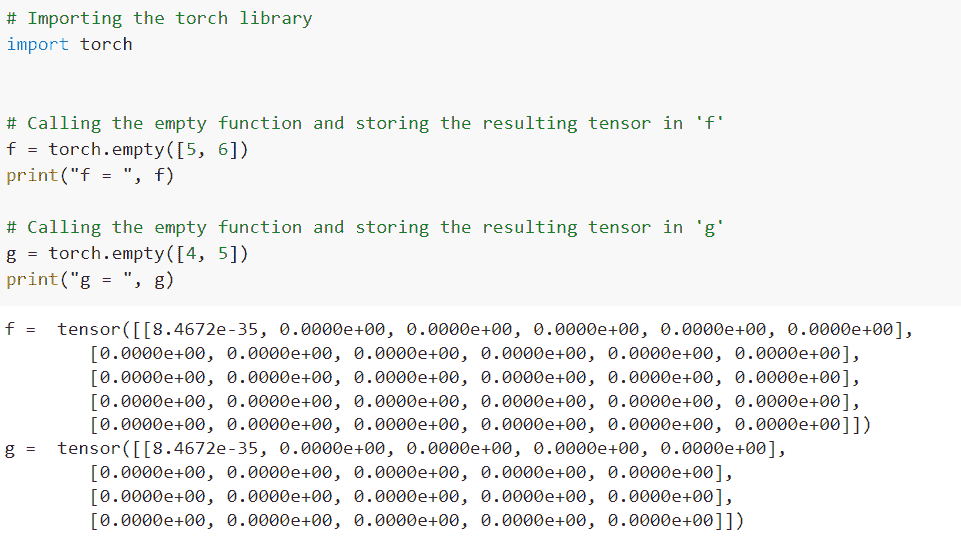 # Importing the torch library
import torch
# Calling the empty function and storing the resulting tensor in 'f'
f = torch.empty([5, 6])
print("f = ", f)
# Calling the empty function and storing the resulting tensor in 'g'
g = torch.empty([4, 5])
print("g = ", g)
f =  tensor([[8.4672e-35, 0.0000e+00, 0.0000e+00, 0.0000e+00, 0.0000e+00, 0.0000e+00],
        [0.0000e+00, 0.0000e+00, 0.0000e+00, 0.0000e+00, 0.0000e+00, 0.0000e+00],
        [0.0000e+00, 0.0000e+00, 0.0000e+00, 0.0000e+00, 0.0000e+00, 0.0000e+00],
        [0.0000e+00, 0.0000e+00, 0.0000e+00, 0.0000e+00, 0.0000e+00, 0.0000e+00],
        [0.0000e+00, 0.0000e+00, 0.0000e+00, 0.0000e+00, 0.0000e+00, 0.0000e+00]])
g =  tensor([[8.4672e-35, 0.0000e+00, 0.0000e+00, 0.0000e+00, 0.0000e+00],
        [0.0000e+00, 0.0000e+00, 0.0000e+00, 0.0000e+00, 0.0000e+00],
        [0.0000e+00, 0.0000e+00, 0.0000e+00, 0.0000e+00, 0.0000e+00],
        [0.0000e+00, 0.0000e+00, 0.0000e+00, 0.0000e+00, 0.0000e+00]])